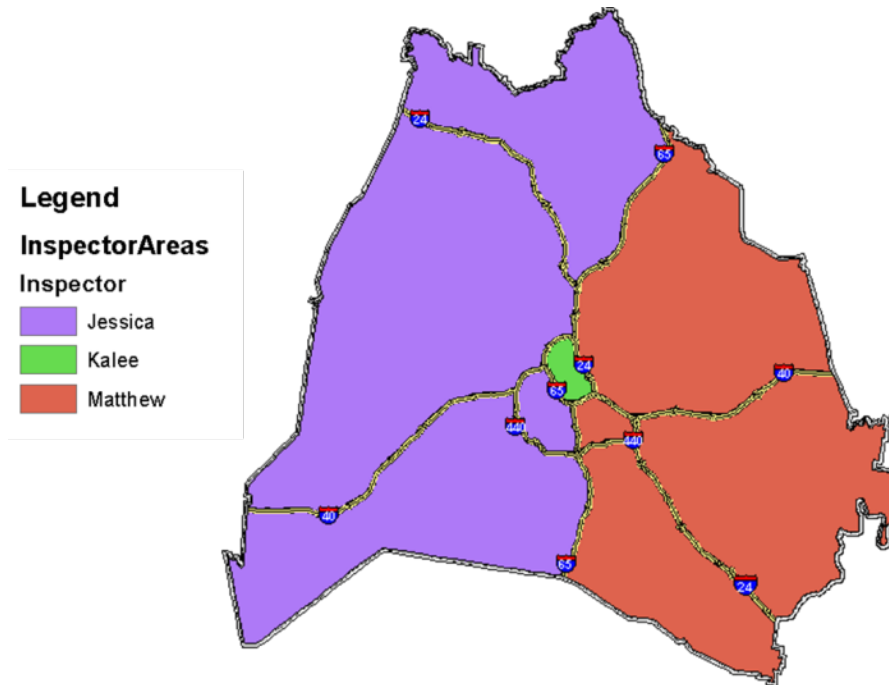 24
65
Legend
InspectorAreas
Inspector
Jessica
Kalee
Matthew
24
40
65
440
440
40
65
24